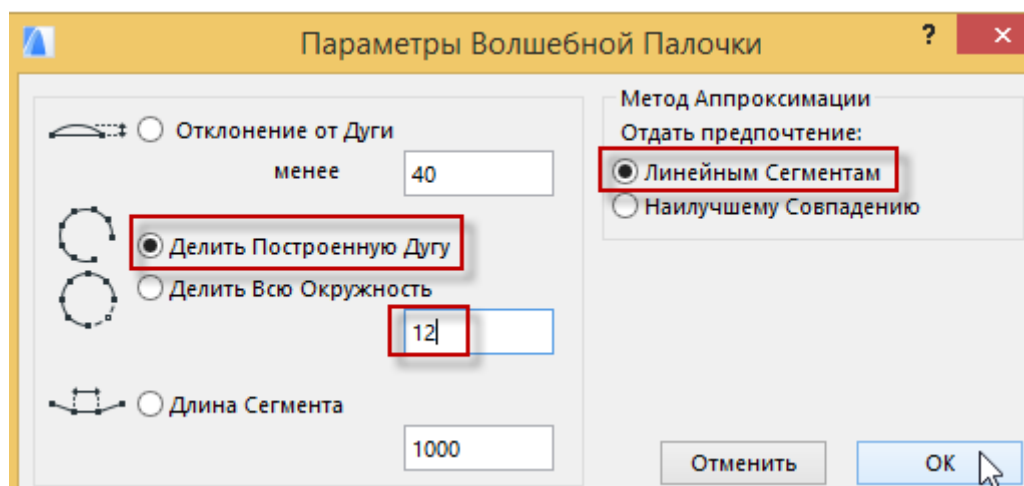 Параметры Волшебной Палочки
?
×
Отклонение от Дуги
менее
40
Делить Построенную Дугу
Делить Всю Окружность
12
Длина Сегмента
1000
Метод Аппроксимации
Отдать предпочтение:
Линейным Сегментам
Наилучшему Совпадению
Отменить
ОК